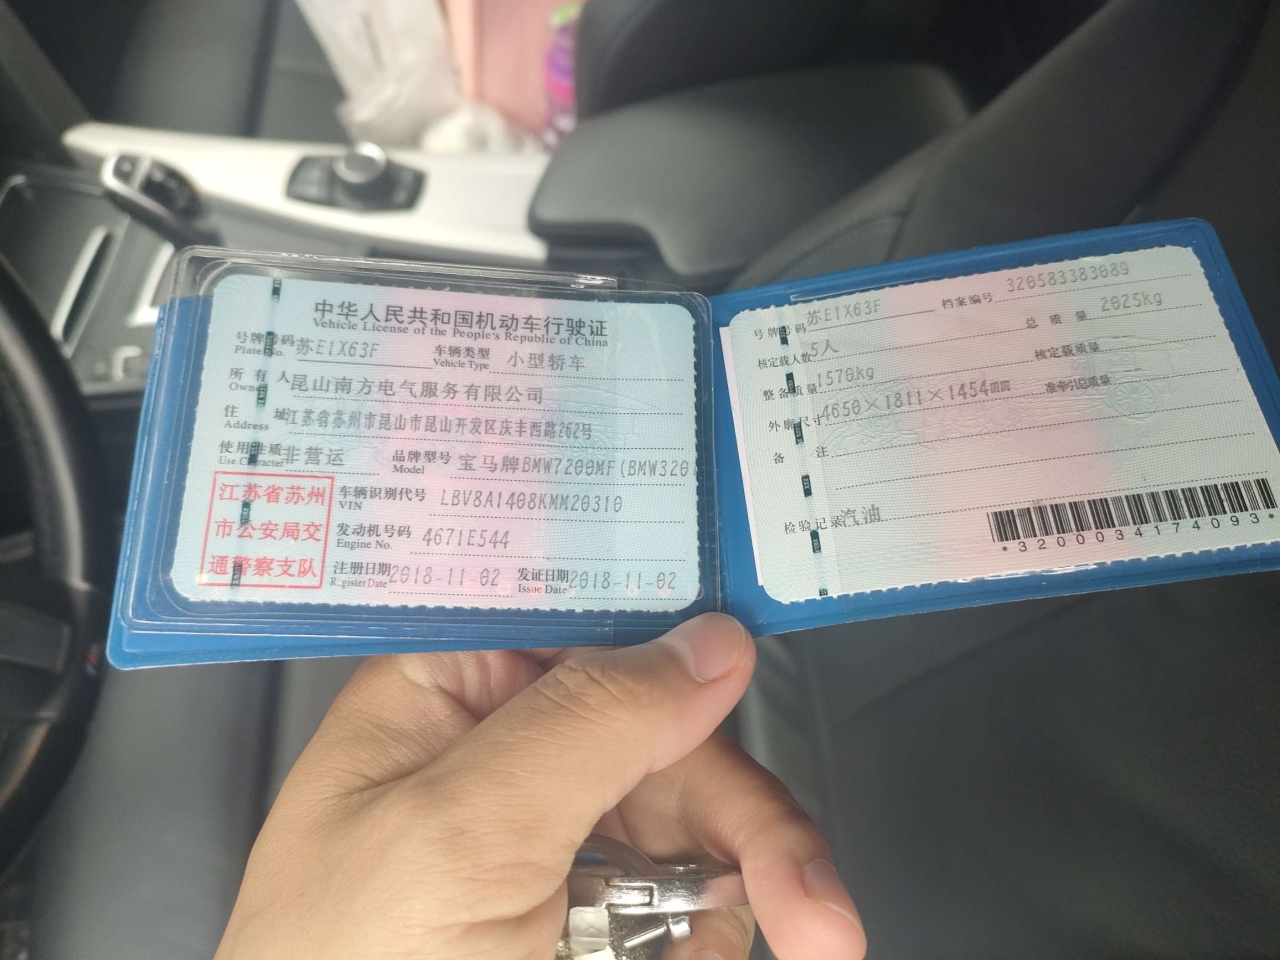 中华人民共和国机动车行驶证
Vehicle License of the People's Republic of China
号牌号码 苏E1X63F 车辆类型 小型轿车
Plate No. Vehicle Type
所有人 昆山南方电气服务有限公司
Owner
住址 江苏省苏州市昆山市昆山开发区庆丰西路262号
Address
使用性质 非营运 品牌型号 宝马牌BMW7200MF(BMW320
Use Character Model
江苏省苏州
市公安局交
通警察支队
车辆识别代号 LBV8A1408KMM20310
VIN
发动机号码 4671E544
Engine No.
注册日期 2018-11-02 发证日期 2018-11-02
Register Date Issue Date
号牌号码 苏E1X63F 档案编号 320583383089
核定载人数 5人 总质量 2025kg
整备质量 1570kg 核定载质量
外廓尺寸 4650×1811×1454mm 准牵引总质量 —
备注
检验记录 汽油
*3200034174093*